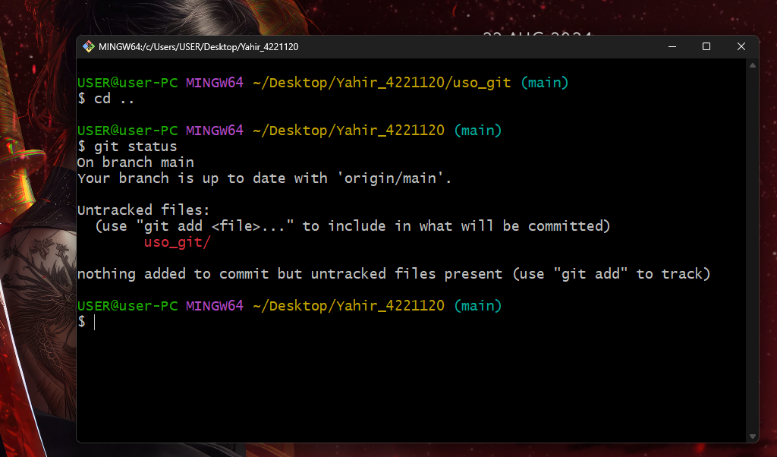 23 AUG 2024
MINGW64:/c/Users/USER/Desktop/Yahir_4221120
USER@user-PC MINGW64 ~/Desktop/Yahir_4221120/uso_git (main)
$ cd ..
USER@user-PC MINGW64 ~/Desktop/Yahir_4221120 (main)
$ git status
On branch main
Your branch is up to date with 'origin/main'.
Untracked files:
(use "git add <file>..." to include in what will be committed)
uso_git/
nothing added to commit but untracked files present (use "git add" to track)
USER@user-PC MINGW64 ~/Desktop/Yahir_4221120 (main)
$